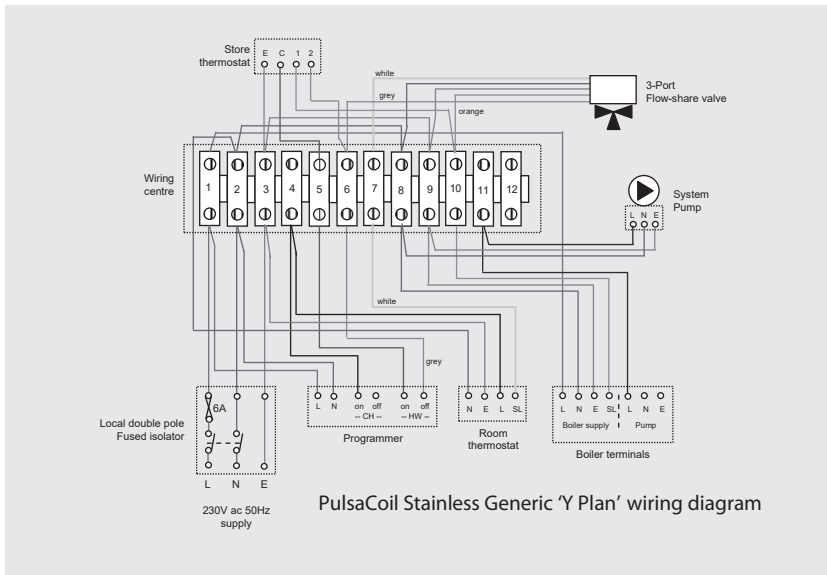 Store
thermostat
E C 1 2
white
grey
orange
3-Port
Flow-share valve
Wiring
centre
1 2 3 4 5 6 7 8 9 10 11 12
System
Pump
L N E
white
grey
Local double pole
Fused isolator
6A
L N E
230V ac 50Hz
supply
L N on off on off
-- CH -- -- HW --
Programmer
N E L SL
Room
thermostat
L N E SL L N E
Boiler supply Pump
Boiler terminals
PulsaCoil Stainless Generic ‘Y Plan’ wiring diagram